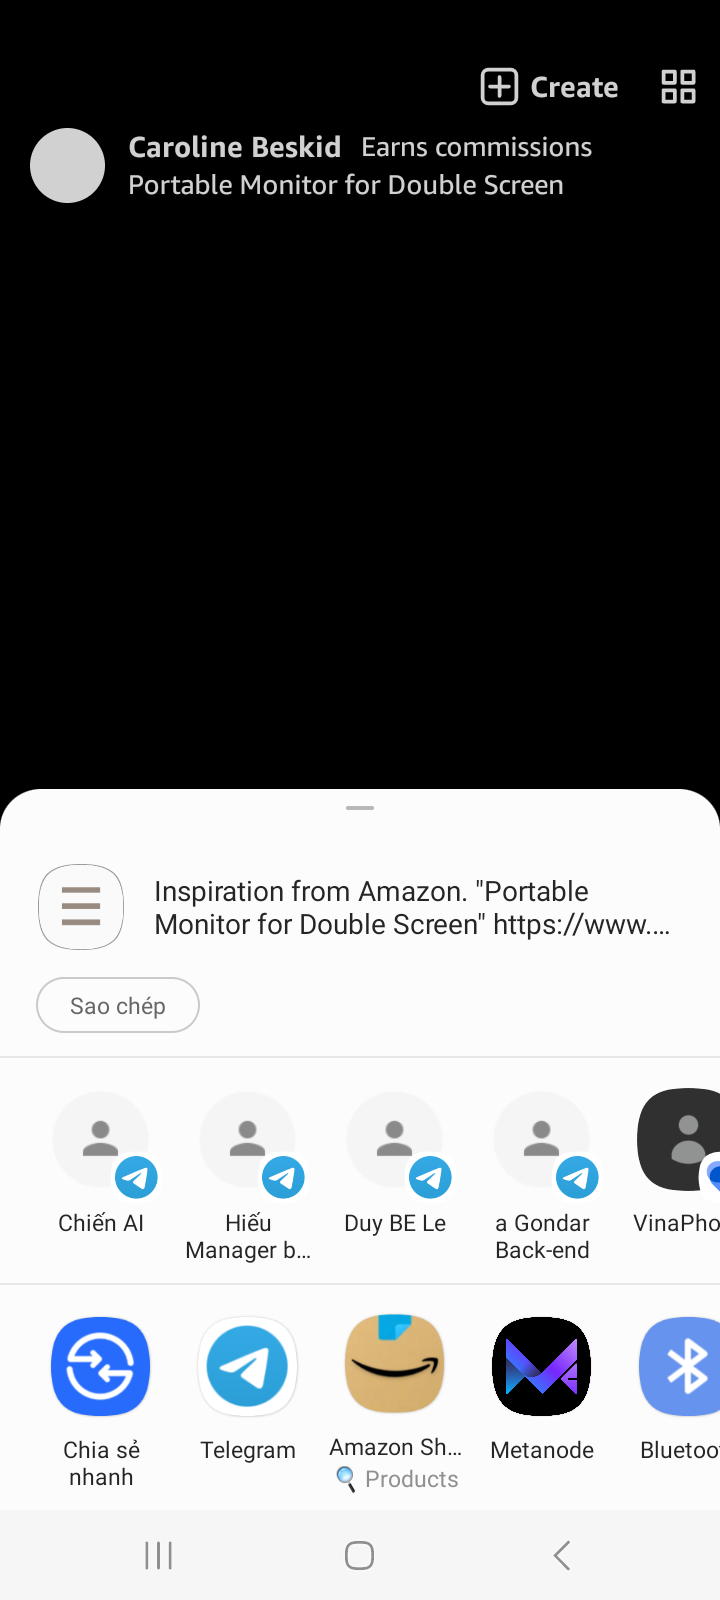 Create
Caroline Beskid Earns commissions
Portable Monitor for Double Screen
Inspiration from Amazon. "Portable
Monitor for Double Screen" https://www....
Sao chép
Chiến AI
Hiếu
Manager b...
Duy BE Le
a Gondar
Back-end
VinaPho
Chia sẻ
nhanh
Telegram
Amazon Sh...
Products
Metanode
Bluetoo